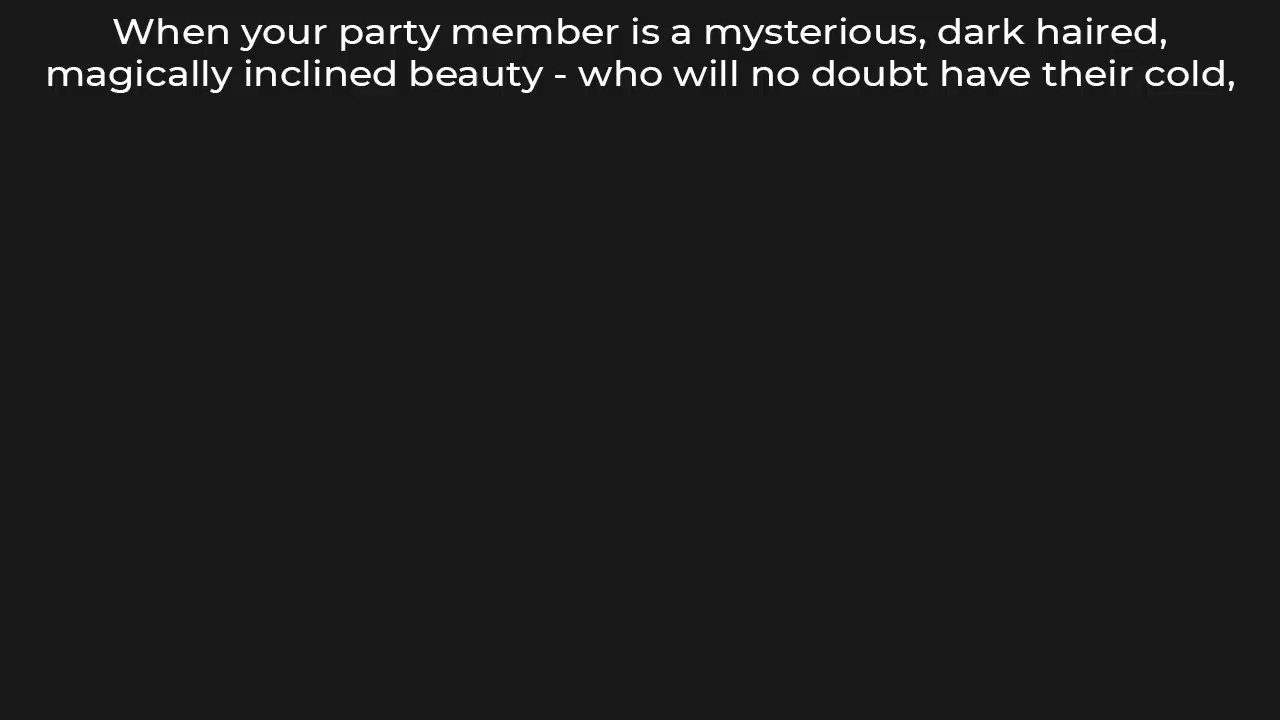 When your party member is a mysterious, dark haired,
magically inclined beauty - who will no doubt have their cold,